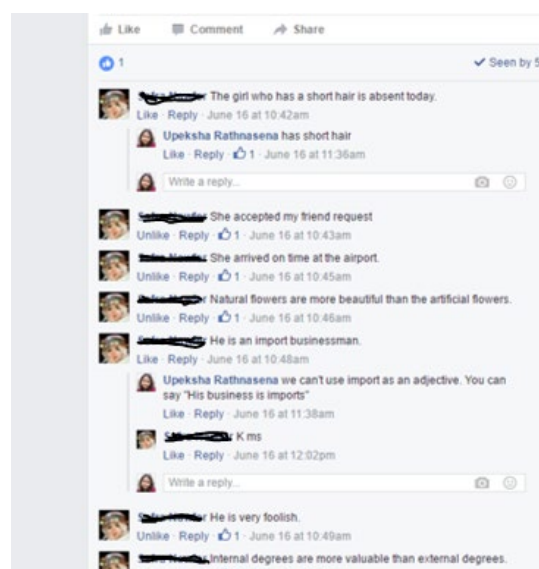 Like Comment Share
1 Seen by 5
The girl who has a short hair is absent today.
Like · Reply · June 16 at 10:42am
Upeksha Rathnasena has short hair
Like · Reply · 1 · June 16 at 11:36am
Write a reply...
She accepted my friend request
Unlike · Reply · 1 · June 16 at 10:43am
She arrived on time at the airport.
Unlike · Reply · 1 · June 16 at 10:45am
Natural flowers are more beautiful than the artificial flowers.
Unlike · Reply · 1 · June 16 at 10:46am
He is an import businessman.
Like · Reply · June 16 at 10:48am
Upeksha Rathnasena we can't use import as an adjective. You can
say "His business is imports"
Like · Reply · June 16 at 11:38am
K ms
Like · Reply · June 16 at 12:02pm
Write a reply...
He is very foolish.
Unlike · Reply · 1 · June 16 at 10:49am
Internal degrees are more valuable than external degrees.